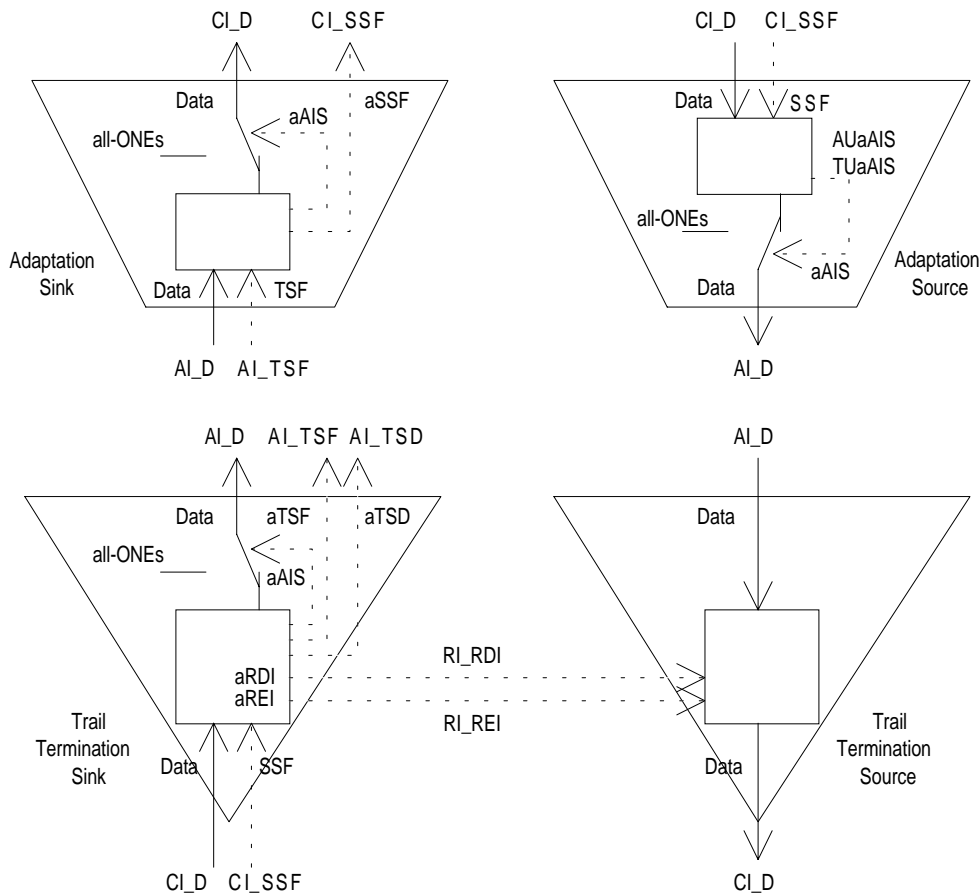 CI_D CI_SSF
Data aSSF
aAIS
all-ONEs
Adaptation
Sink
Data TSF
AI_D AI_TSF
CI_D CI_SSF
Data SSF
AUaAIS
TUaAIS
all-ONEs
aAIS
Adaptation
Source
Data
AI_D
AI_D AI_TSF AI_TSD
Data aTSF aTSD
all-ONEs
aAIS
aRDI
aREI
RI_RDI
RI_REI
Trail
Termination
Sink
Data SSF
CI_D CI_SSF
AI_D
Data
Trail
Termination
Source
Data
CI_D